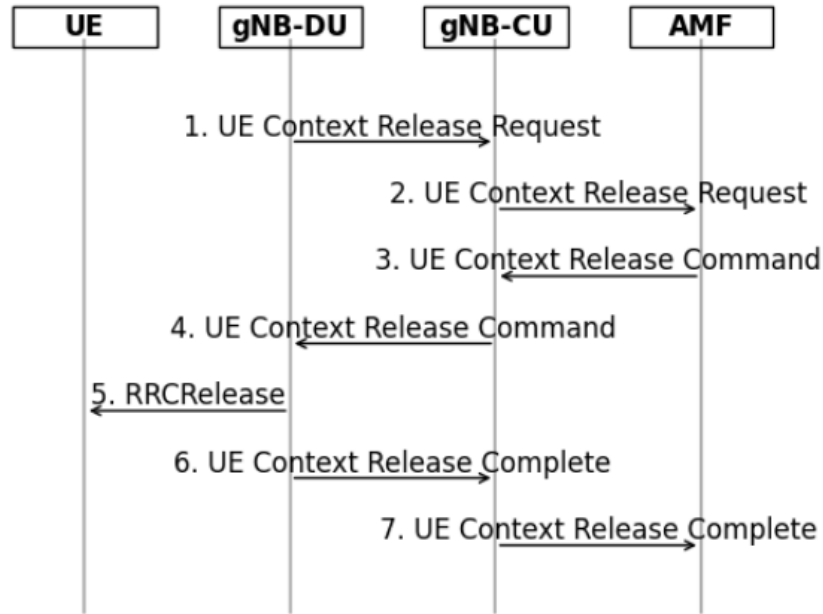 UE gNB-DU gNB-CU AMF
1. UE Context Release Request
2. UE Context Release Request
3. UE Context Release Command
4. UE Context Release Command
5. RRCRelease
6. UE Context Release Complete
7. UE Context Release Complete